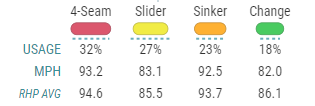 4-Seam Slider Sinker Change
USAGE 32% 27% 23% 18%
MPH 93.2 83.1 92.5 82.0
RHP AVG 94.6 85.5 93.7 86.1